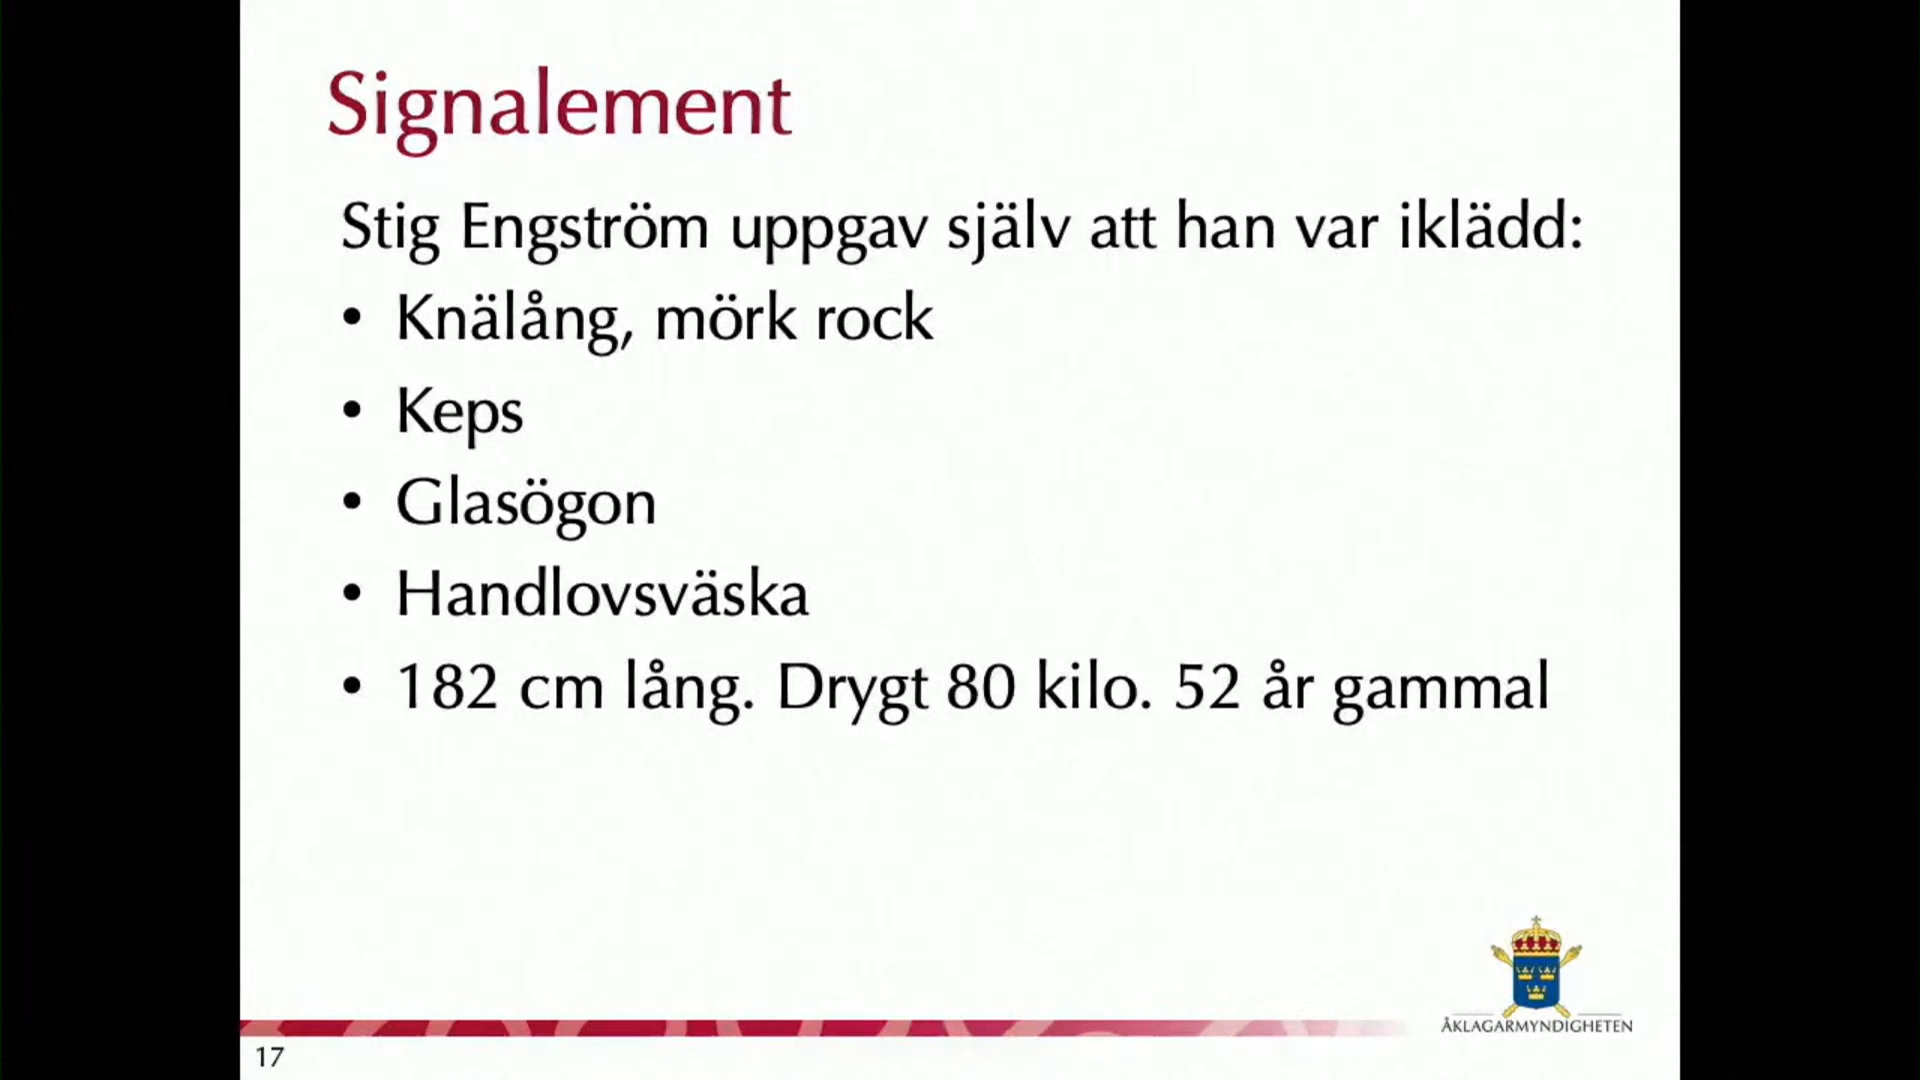 Signalement
Stig Engström uppgav själv att han var iklädd:
• Knälång, mörk rock
• Keps
• Glasögon
• Handlovsväska
• 182 cm lång. Drygt 80 kilo. 52 år gammal
ÅKLAGARMYNDIGHETEN
17